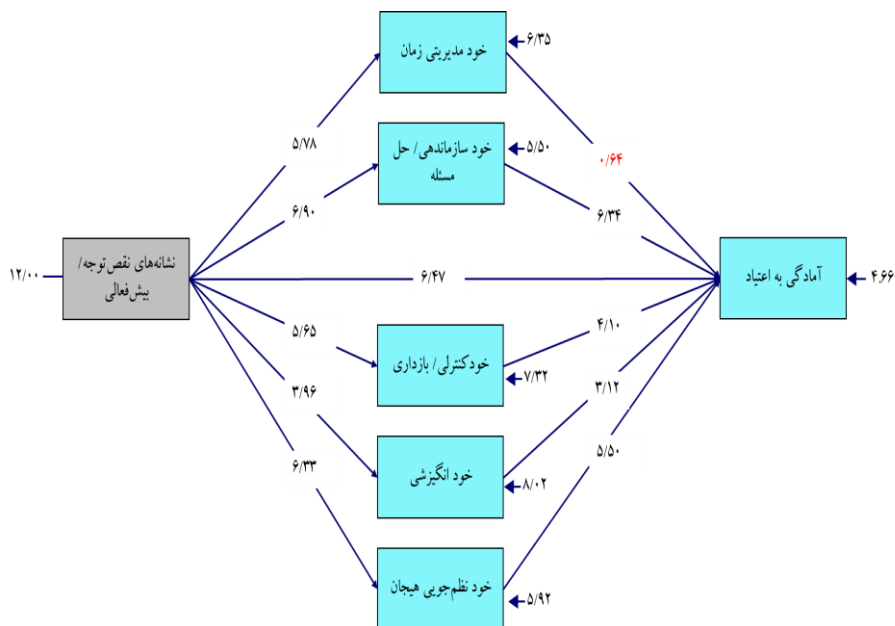 خود مدیریتی زمان
۶/۳۵
۵/۷۸
۰/۶۴
خود سازماندهی/ حل
مسئله
۵/۵۰
۶/۹۰
۶/۳۴
نشانه‌های نقص‌توجه/
بیش‌فعالی
۱۲/۰۰
۶/۴۷
آمادگی به اعتیاد
۴٫۶۶
۵/۶۵
خودکنترلی/ بازداری
۷/۳۲
۴/۱۰
۳/۹۶
خود انگیزشی
۸/۰۲
۳/۱۲
۶/۳۳
خود نظم‌جویی هیجان
۵/۹۲
۵/۵۰